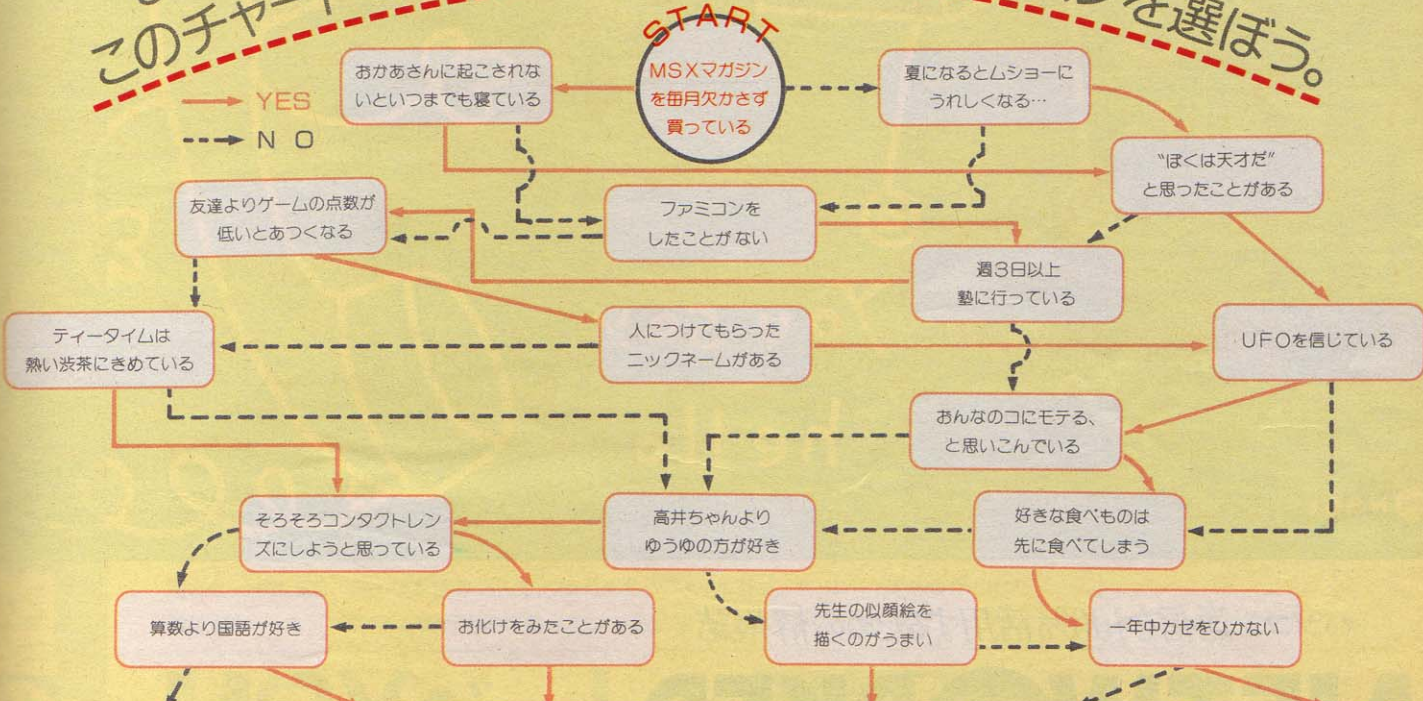 このチャート
を選ぼう。
START
MSXマガジン
を毎月欠かさず
買っている
YES
NO
おかあさんに起こされな
いといつまでも寝ている
夏になるとムショーに
うれしくなる…
“ぼくは天才だ”
と思ったことがある
友達よりゲームの点数が
低いとあつくなる
ファミコンを
したことがない
週3日以上
塾に行っている
ティータイムは
熱い渋茶にきめている
人につけてもらった
ニックネームがある
UFOを信じている
おんなのコにモテる、
と思いこんでいる
そろそろコンタクトレン
ズにしようと思っている
高井ちゃんより
ゆうゆの方が好き
好きな食べものは
先に食べてしまう
算数より国語が好き
お化けをみたことがある
先生の似顔絵を
描くのがうまい
一年中カゼをひかない